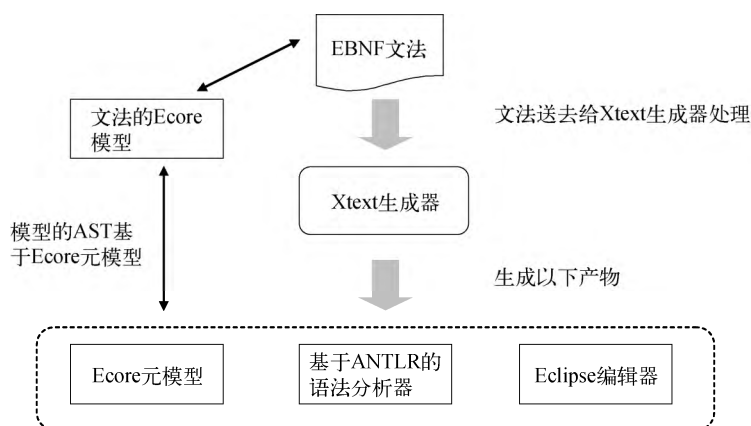 EBNF文法
文法的Ecore
模型
文法送去给Xtext生成器处理
Xtext生成器
模型的AST基
于Ecore元模型
生成以下产物
Ecore元模型
基于ANTLR的
语法分析器
Eclipse编辑器